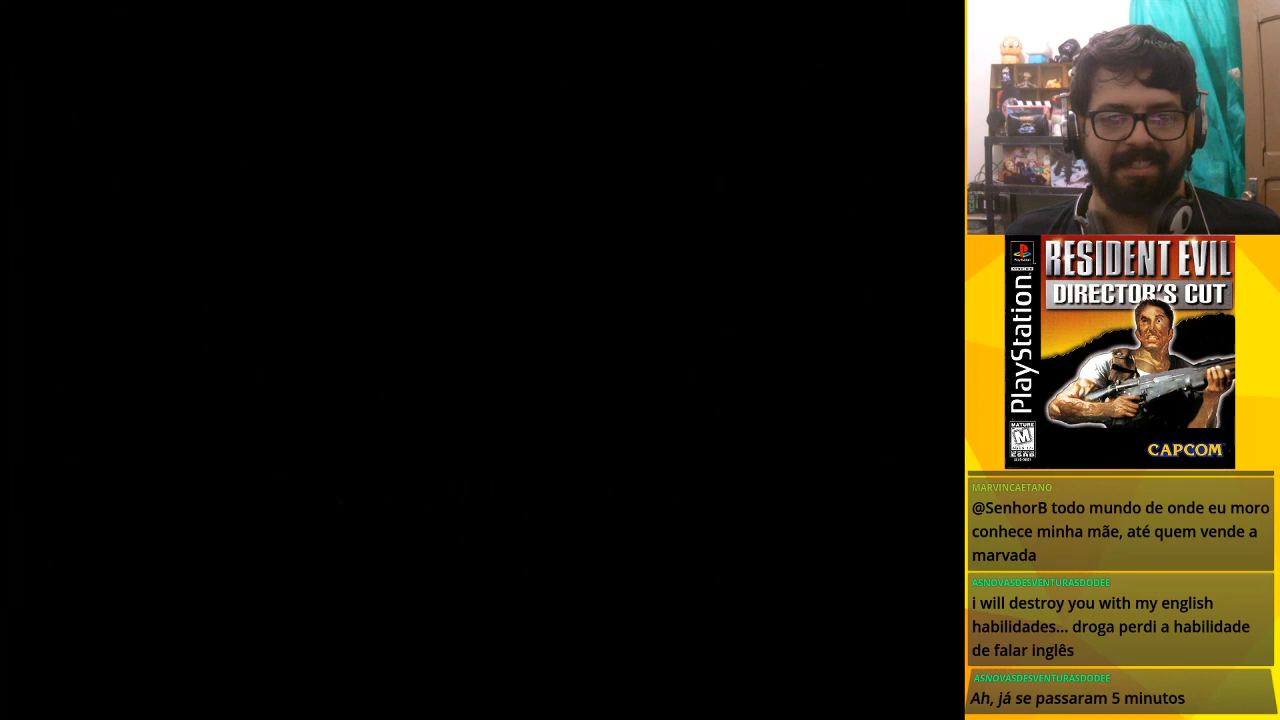 PlayStation
RESIDENT EVIL
DIRECTOR'S CUT
PlayStation
MATURE
M
CAPCOM
MARVINCAETANO
@SenhorB todo mundo de onde eu moro
conhece minha mãe, até quem vende a
marvada
ASNOVASDESVENTURASDODEE
i will destroy you with my english
habilidades... droga perdi a habilidade
de falar inglês
ASNOVASDESVENTURASDODEE
Ah, já se passaram 5 minutos